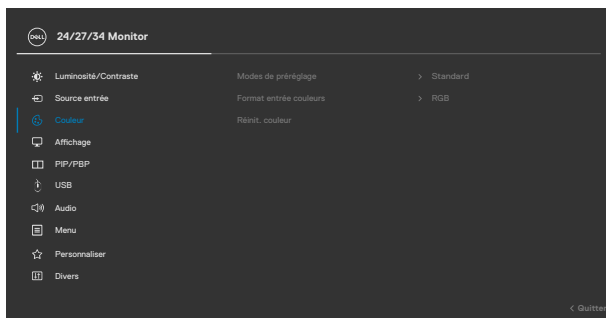 DELL 24/27/34 Monitor
Luminosité/Contraste Modes de préréglage > Standard
Source entrée Format entrée couleurs > RGB
Couleur Réinit. couleur
Affichage
PIP/PBP
USB
Audio
Menu
Personnaliser
Divers
< Quitter